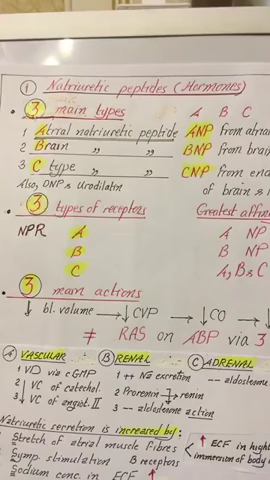 ① Natriuretic peptides (Hormones)
• ③ main types A B C
1 Atrial natriuretic peptide ANP from atria
2 Brain ,, ,, BNP from brain
3 C type ,, ,, CNP from end
Also, DNP & Urodilatin of brain &
• ③ types of receptors Greatest affin
NPR A A NP
B B NP
C A, B & C
• ③ main actions
↓ bl. volume → ↓ CVP → ↓ CO → ↓
≠ RAS on ABP via 3
Ⓐ VASCULAR Ⓑ RENAL Ⓒ ADRENAL
1 VD via cGMP 1 ++ Na excretion -- aldosterone
2 ↓ VC of catechol. 2 Prorenin → renin
3 ↓ VC of angiot. II 3 -- aldosterone action
Natriuretic secretion is increased by:
Stretch of atrial muscle fibres ↑ ECF in high
Symp. stimulation B receptors immersion of body
Sodium conc. in ECF ↑